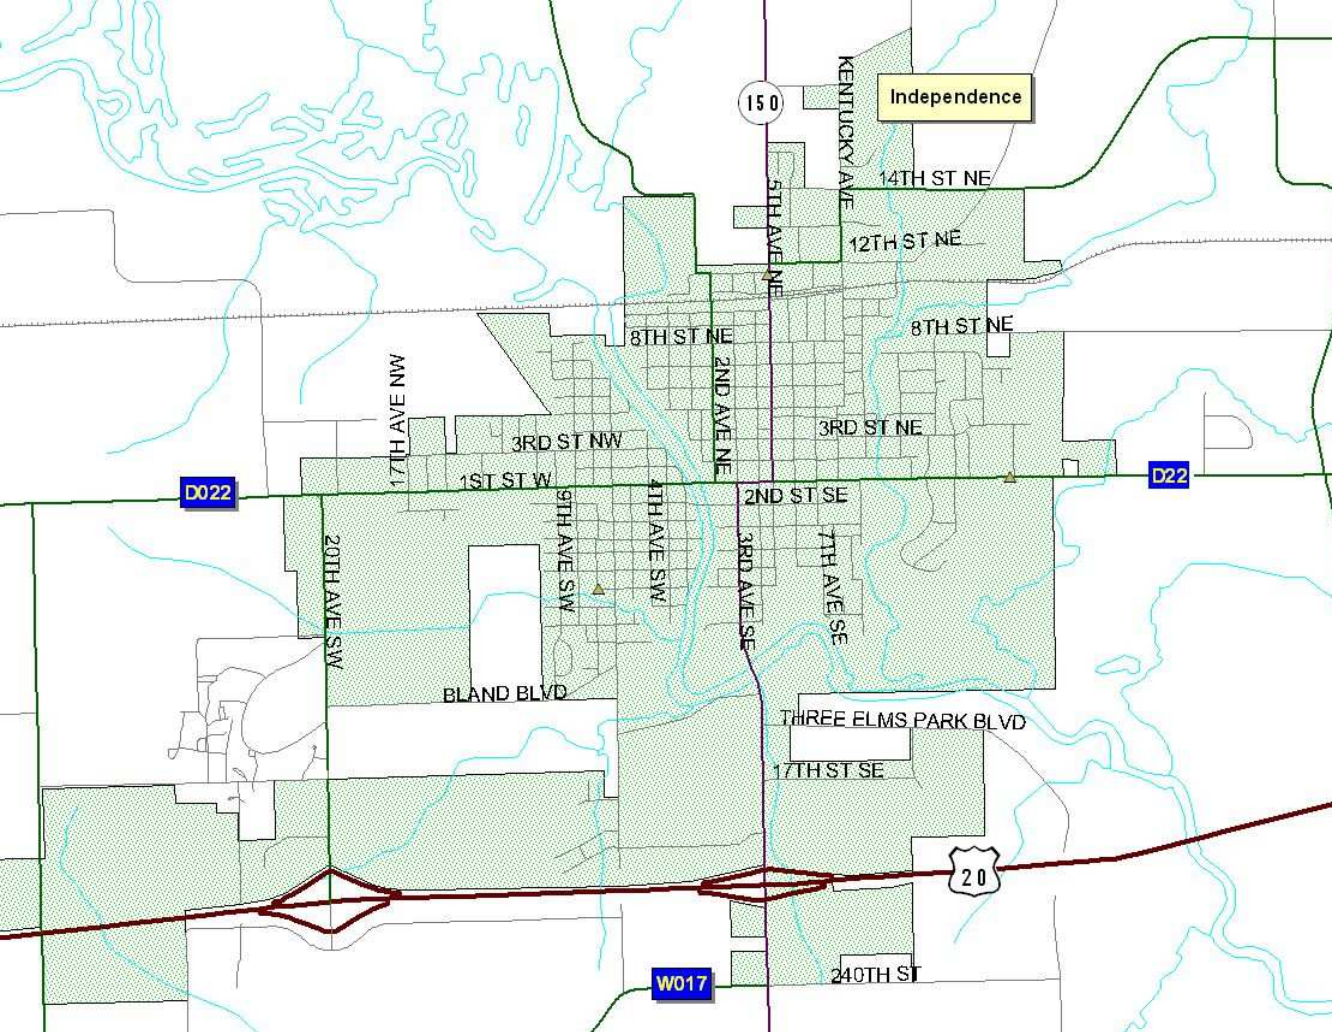 150
KENTUCKY AVE
Independence
14TH ST NE
5TH AVE NE
12TH ST NE
8TH ST NE
8TH ST NE
2ND AVE NE
17TH AVE NW
3RD ST NE
3RD ST NW
1ST ST W
D022
D22
2ND ST SE
9TH AVE SW
4TH AVE SW
20TH AVE SW
3RD AVE SE
7TH AVE SE
BLAND BLVD
THREE ELMS PARK BLVD
17TH ST SE
20
240TH ST
W017